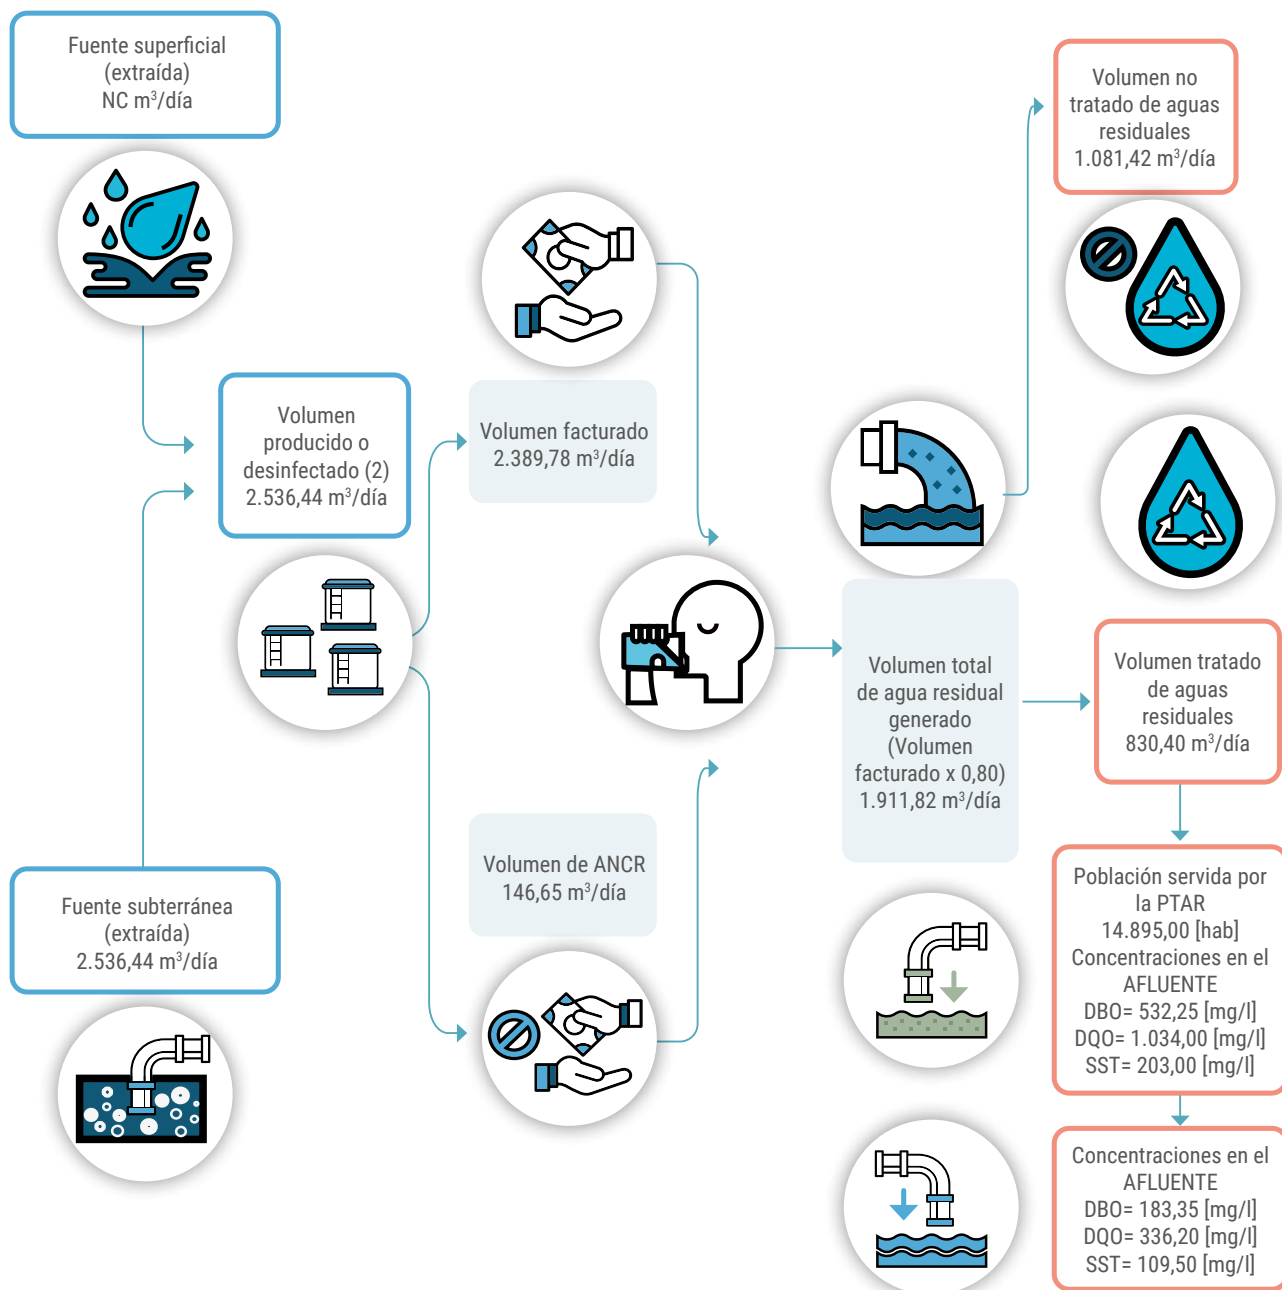 Fuente superficial
(extraída)
NC m³/día
Volumen
producido o
desinfectado (2)
2.536,44 m³/día
Fuente subterránea
(extraída)
2.536,44 m³/día
Volumen facturado
2.389,78 m³/día
Volumen de ANCR
146,65 m³/día
Volumen total
de agua residual
generado
(Volumen
facturado x 0,80)
1.911,82 m³/día
Volumen no
tratado de aguas
residuales
1.081,42 m³/día
Volumen tratado
de aguas
residuales
830,40 m³/día
Población servida por
la PTAR
14.895,00 [hab]
Concentraciones en el
AFLUENTE
DBO= 532,25 [mg/l]
DQO= 1.034,00 [mg/l]
SST= 203,00 [mg/l]
Concentraciones en el
AFLUENTE
DBO= 183,35 [mg/l]
DQO= 336,20 [mg/l]
SST= 109,50 [mg/l]